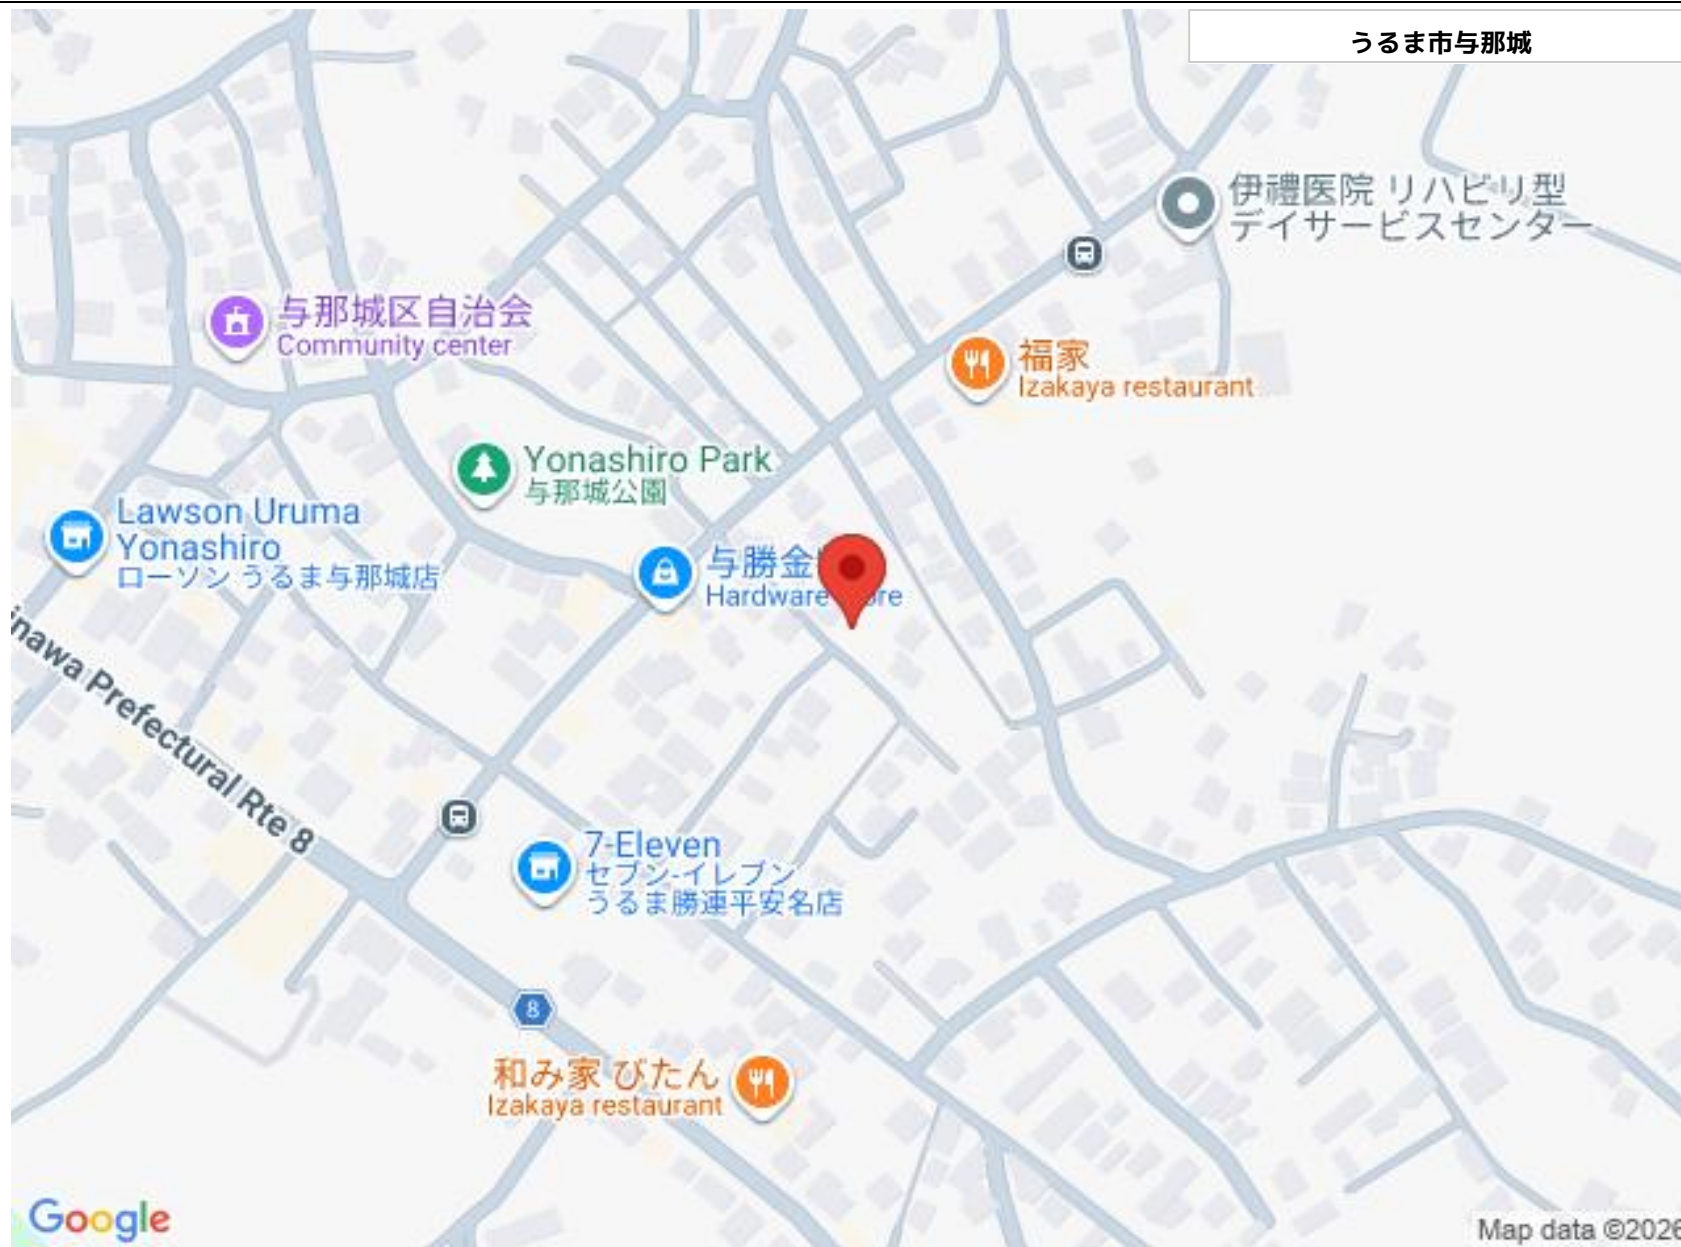 うるま市与那城
伊禮医院 リハビリ型
デイサービスセンター
与那城区自治会
Community center
福家
Izakaya restaurant
Yonashiro Park
与那城公園
Lawson Uruma
Yonashiro
ローソン うるま与那城店
与勝金
Hardware
inawa Prefectural Rte 8
7-Eleven
セブン-イレブン
うるま勝連平安名店
8
和み家 びたん
Izakaya restaurant
Google
Map data ©2026